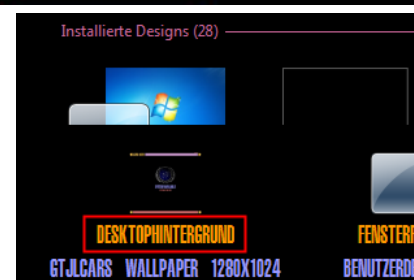 Installierte Designs (28)
DESKTOPHINTERGRUND
GTJLCARS WALLPAPER 1280X1024